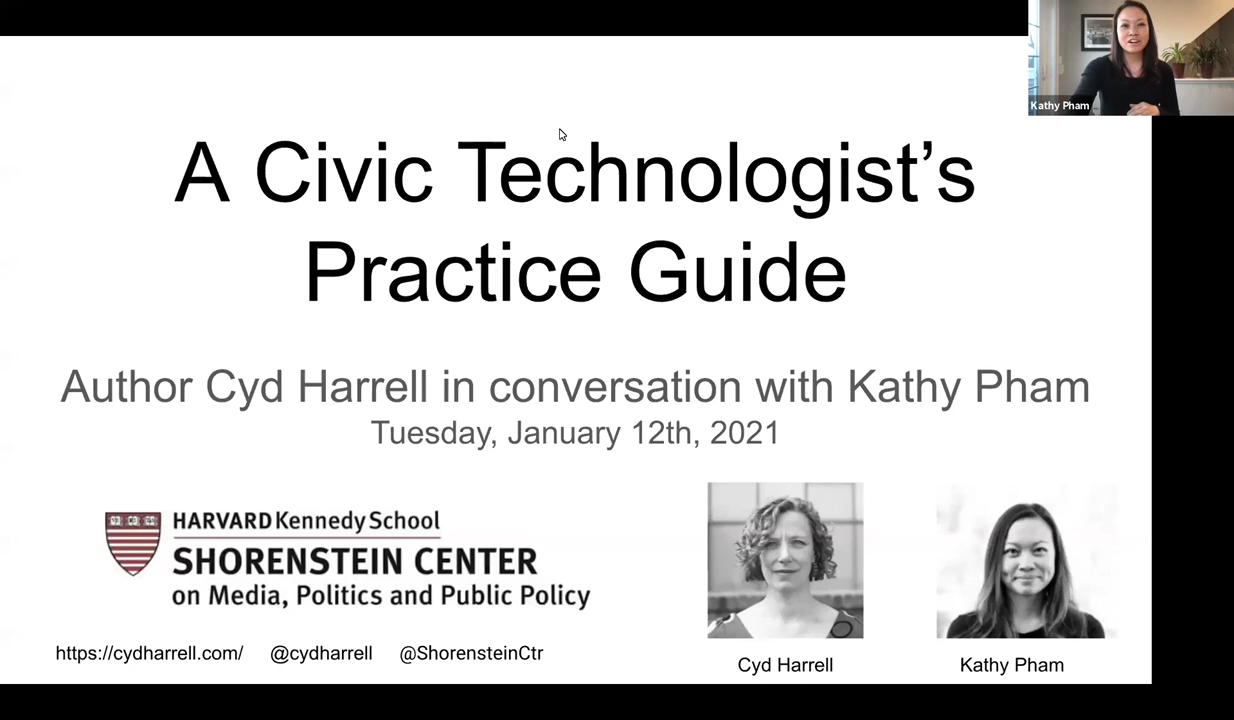 Kathy Pham
A Civic Technologist’s
Practice Guide
Author Cyd Harrell in conversation with Kathy Pham
Tuesday, January 12th, 2021
HARVARD Kennedy School
SHORENSTEIN CENTER
on Media, Politics and Public Policy
https://cydharrell.com/ @cydharrell @ShorensteinCtr
Cyd Harrell
Kathy Pham